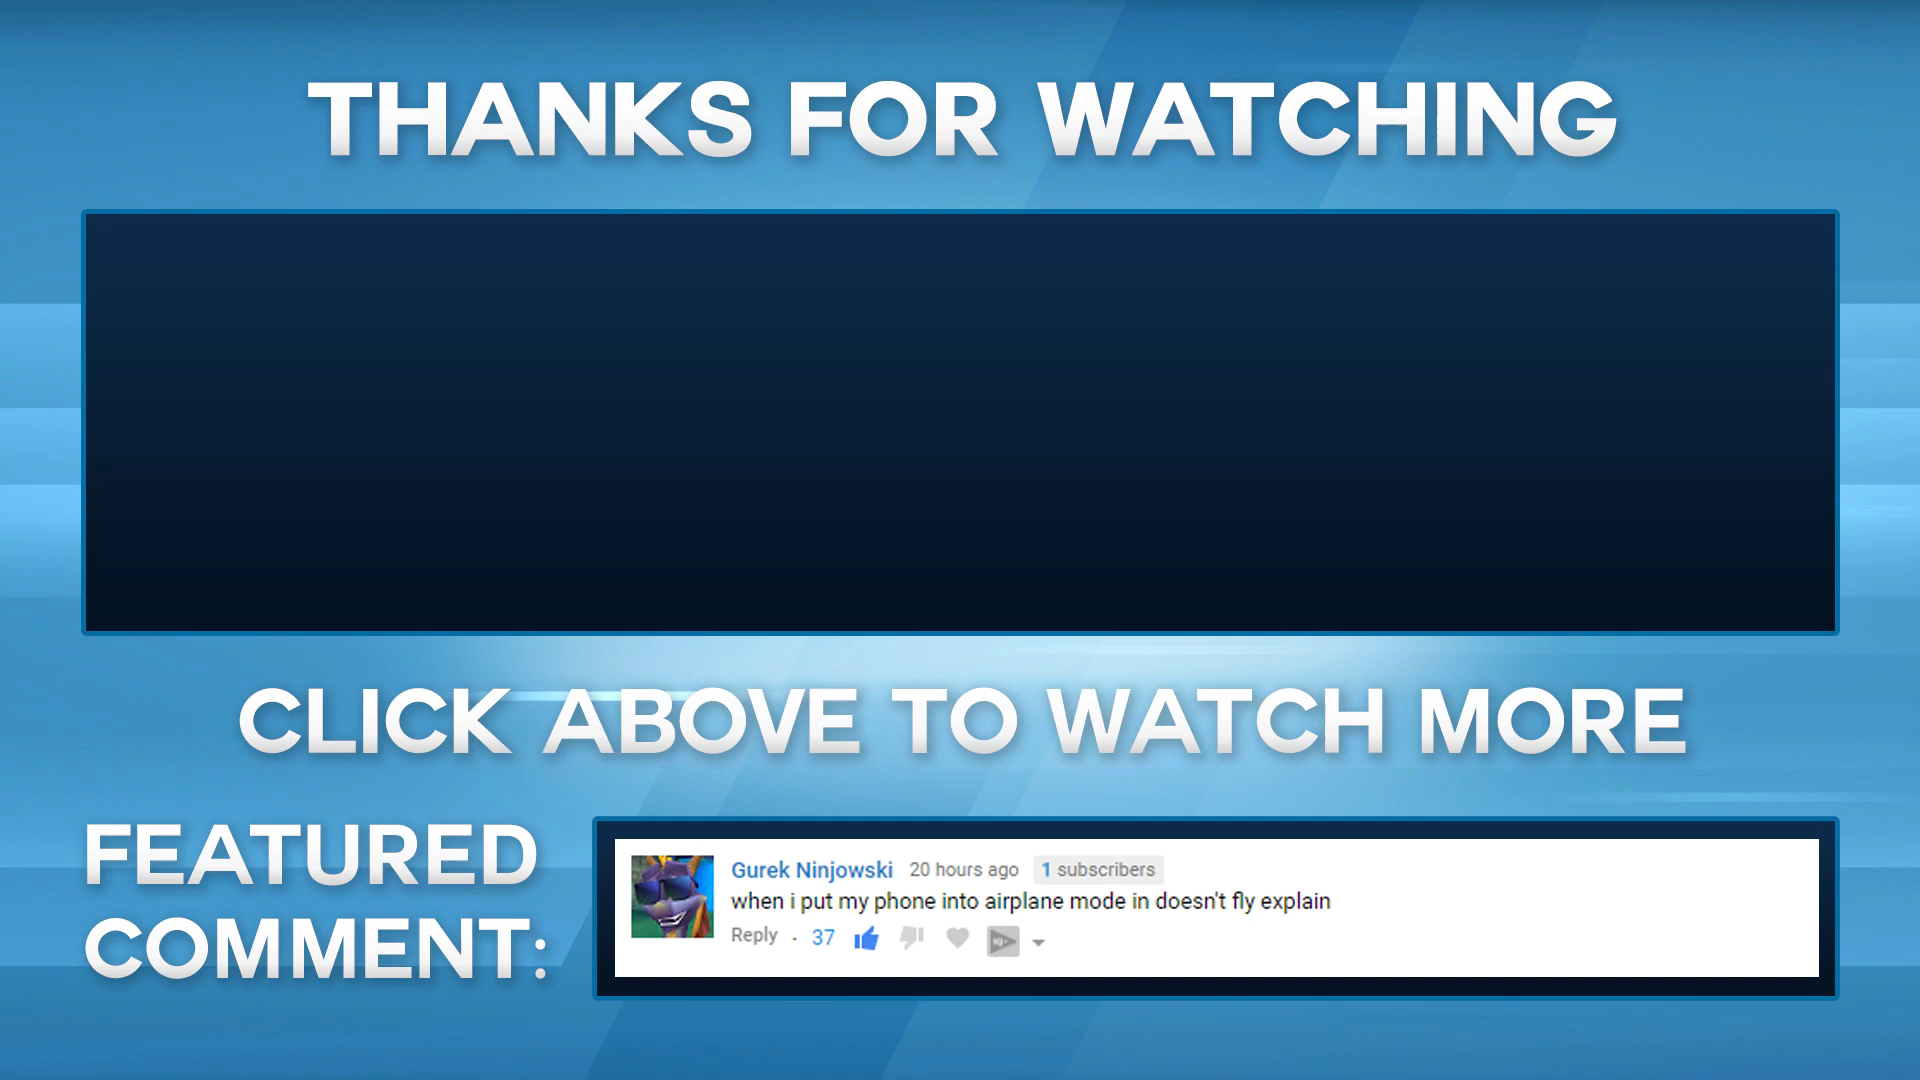 THANKS FOR WATCHING
CLICK ABOVE TO WATCH MORE
FEATURED
COMMENT:
Gurek Ninjowski 20 hours ago 1 subscribers
when i put my phone into airplane mode in doesn't fly explain
Reply · 37